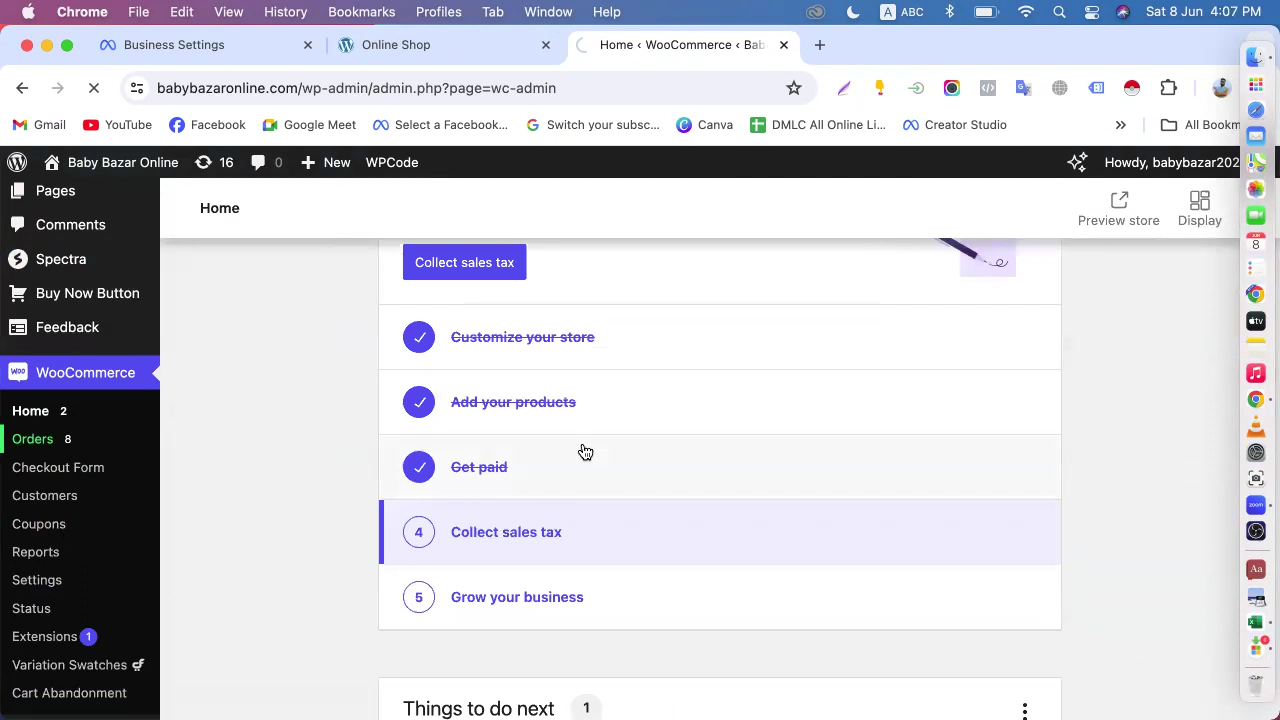 Chrome File Edit View History Bookmarks Profiles Tab Window Help A ABC Sat 8 Jun 4:07 PM
Business Settings Online Shop Home ‹ WooCommerce ‹ Bab
babybazaronline.com/wp-admin/admin.php?page=wc-admin
Gmail YouTube Facebook Google Meet Select a Facebook... Switch your subsc... Canva DMLC All Online Li... Creator Studio » All Bookm
Baby Bazar Online 16 0 New WPCode Howdy, babybazar202
Pages
Comments
Spectra
Buy Now Button
Feedback
WooCommerce
Home 2
Orders 8
Checkout Form
Customers
Coupons
Reports
Settings
Status
Extensions 1
Variation Swatches
Cart Abandonment
Home
Preview store
Display
Collect sales tax
Customize your store
Add your products
Get paid
4 Collect sales tax
5 Grow your business
Things to do next 1